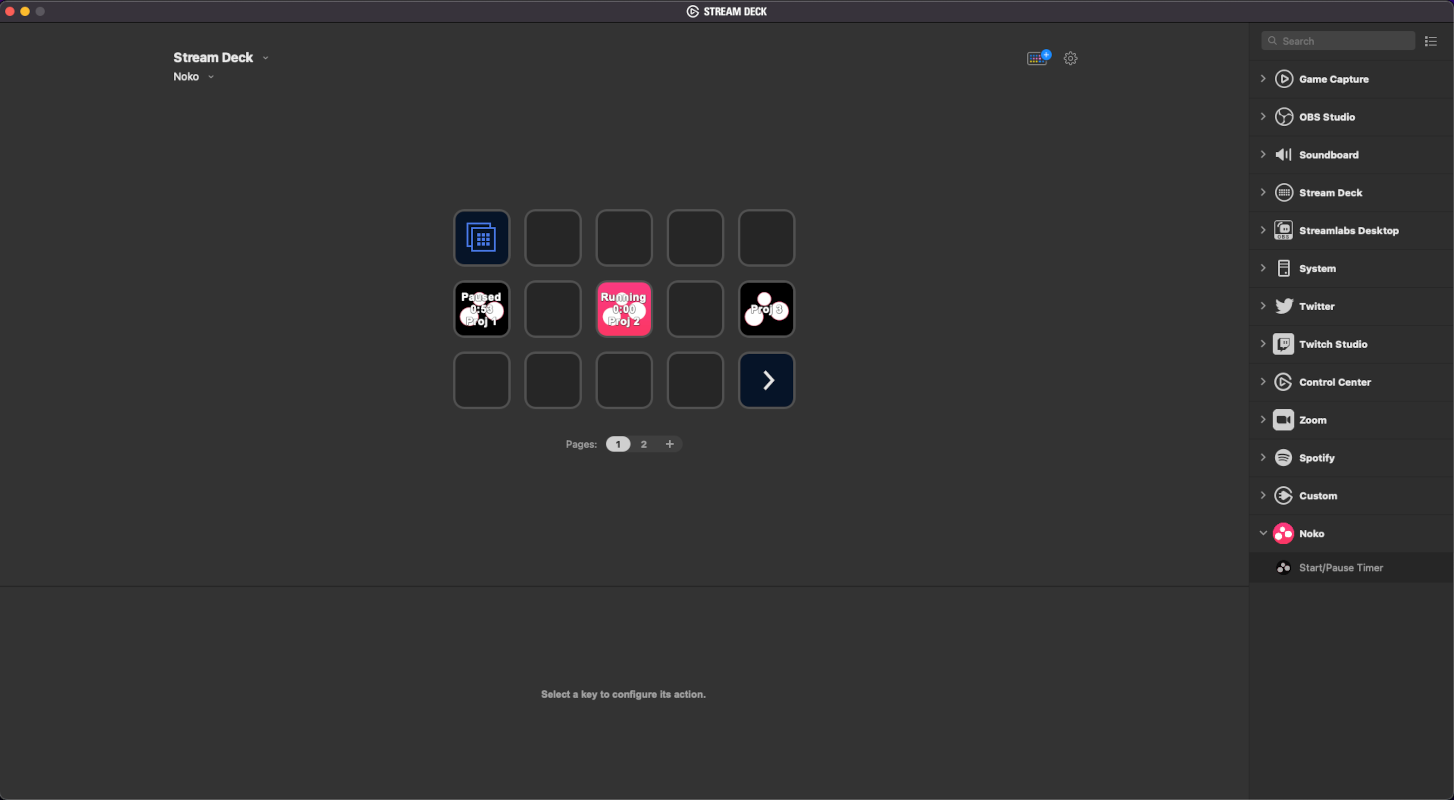 STREAM DECK
Stream Deck
Noko
Paused
0:53
Proj 1
Running
0:00
Proj 2
Proj 3
Pages: 1 2 +
Select a key to configure its action.
Search
Game Capture
OBS Studio
Soundboard
Stream Deck
OBS
Streamlabs Desktop
System
Twitter
Twitch Studio
Control Center
Zoom
Spotify
Custom
Noko
Start/Pause Timer